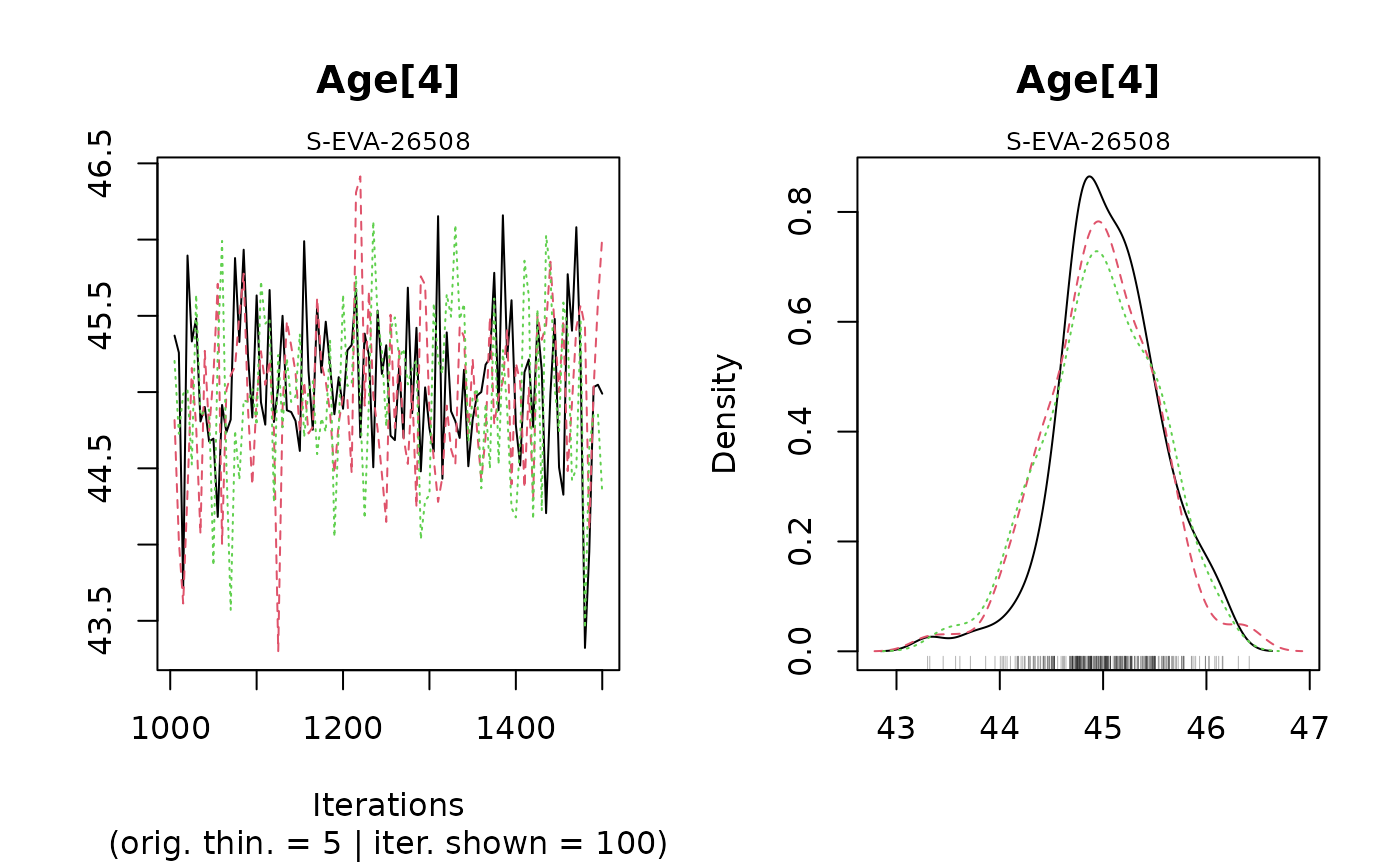 Age[4]
S-EVA-26508
46.5
45.5
44.5
43.5
1000 1200 1400
Iterations
(orig. thin. = 5 | iter. shown = 100)
Age[4]
S-EVA-26508
Density
0.8
0.6
0.4
0.2
0.0
43 44 45 46 47